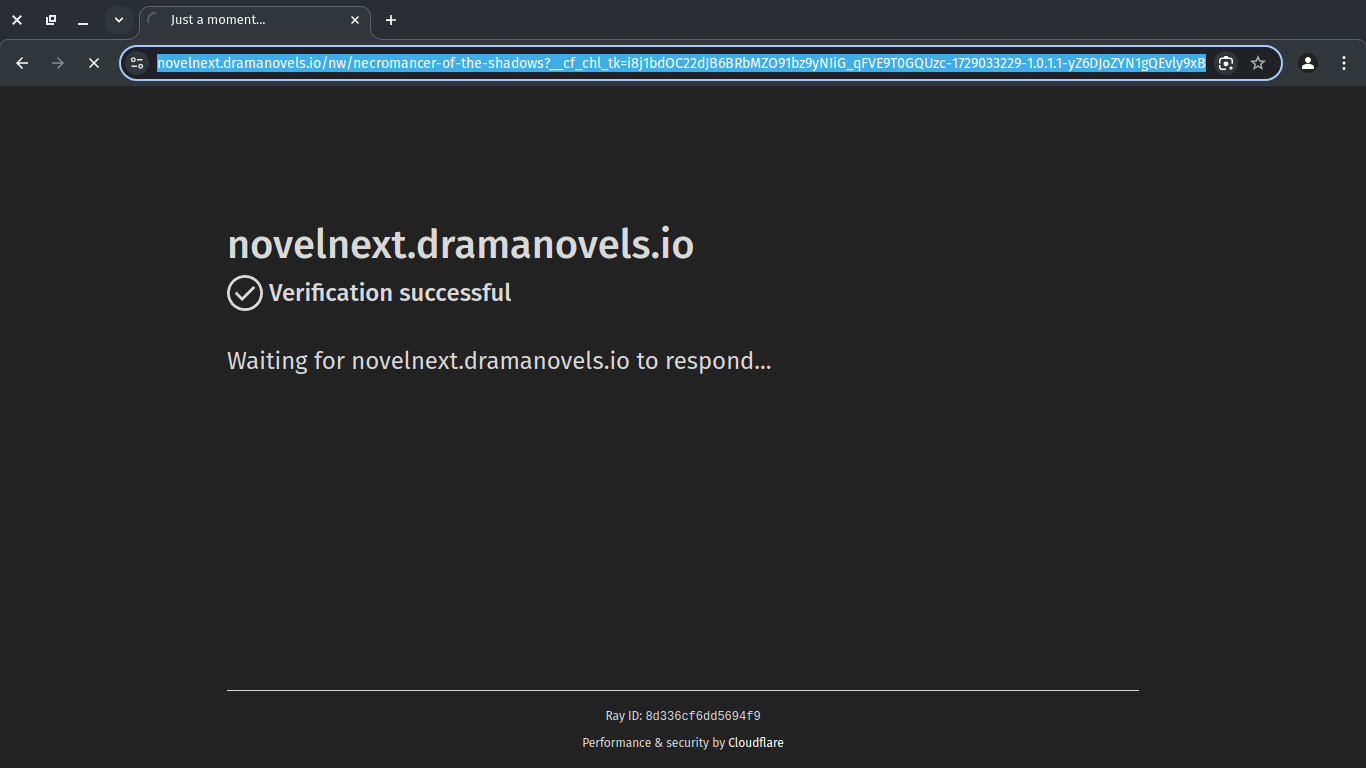 Just a moment...
novelnext.dramanovels.io/nw/necromancer-of-the-shadows?__cf_chl_tk=i8j1bdOC22dJB6BRbMZO91bz9yNIiG_qFVE9T0GQUzc-1729033229-1.0.1.1-yZ6DJoZYN1gQEvly9xB
novelnext.dramanovels.io
Verification successful
Waiting for novelnext.dramanovels.io to respond...
Ray ID: 8d336cf6dd5694f9
Performance & security by Cloudflare